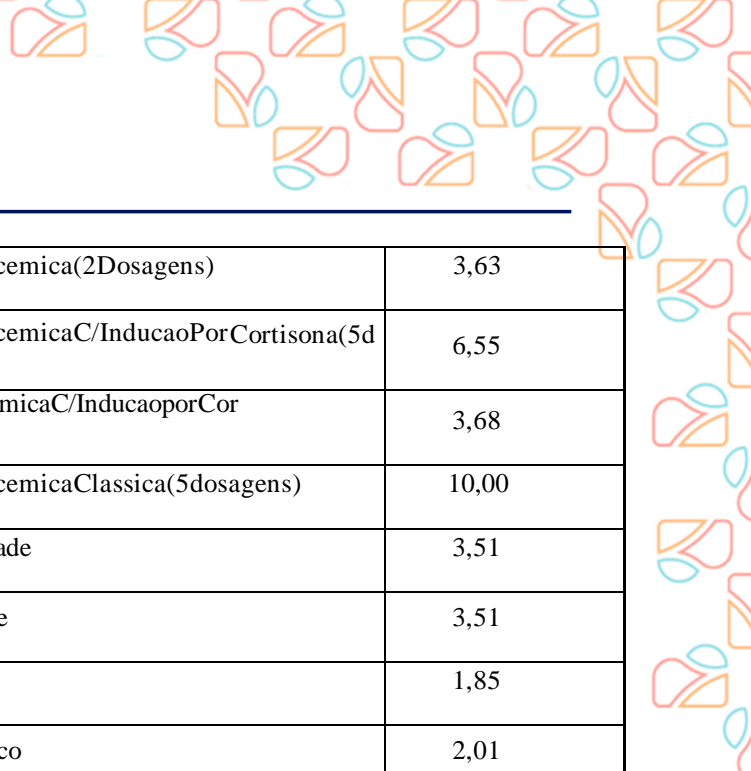 cemica(2Dosagens) 3,63
cemicaC/InducaoPorCortisona(5d 6,55
micaC/InducaoporCor 3,68
cemicaClassica(5dosagens) 10,00
ade 3,51
e 3,51
1,85
co 2,01